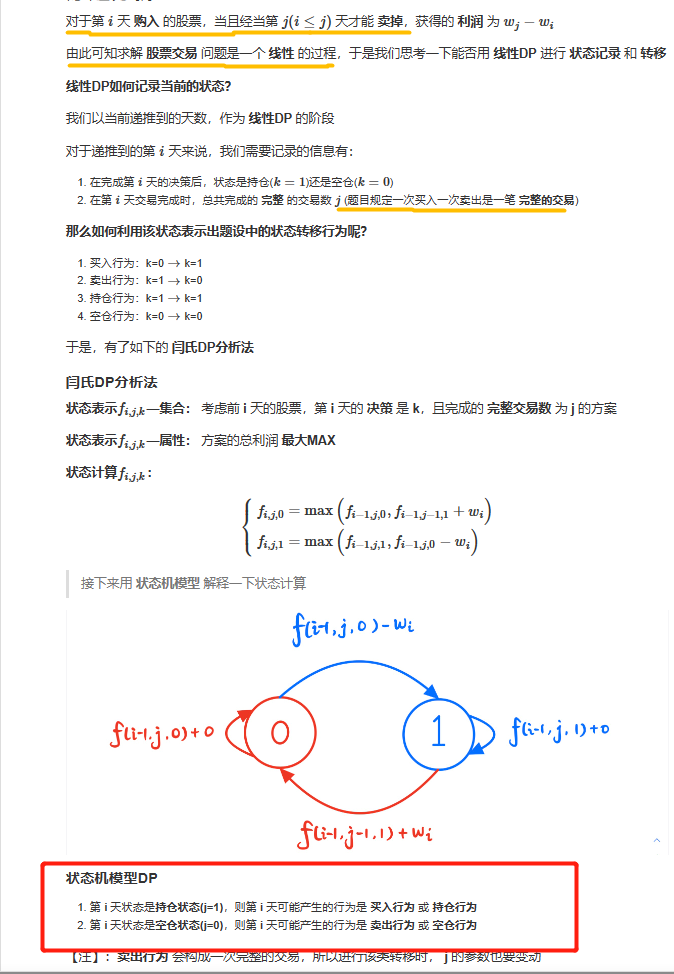 对于第 i 天 购入 的股票，当且经当第 j(i ≤ j) 天才能 卖掉，获得的 利润 为 w_j − w_i
由此可知求解 股票交易 问题是一个 线性 的过程，于是我们思考一下能否用 线性DP 进行 状态记录 和 转移
线性DP如何记录当前的状态？
我们以当前递推到的天数，作为 线性DP 的阶段
对于递推到的第 i 天来说，我们需要记录的信息有：
1. 在完成第 i 天的决策后，状态是持仓(k = 1)还是空仓(k = 0)
2. 在第 i 天交易完成时，总共完成的 完整 的交易数 j (题目规定一次买入一次卖出是一笔 完整的交易)
那么如何利用该状态表示出题设中的状态转移行为呢？
1. 买入行为：k=0 → k=1
2. 卖出行为：k=1 → k=0
3. 持仓行为：k=1 → k=1
4. 空仓行为：k=0 → k=0
于是，有了如下的 闫氏DP分析法
闫氏DP分析法
状态表示f_{i,j,k}—集合： 考虑前 i 天的股票，第 i 天的 决策 是 k，且完成的 完整交易数 为 j 的方案
状态表示f_{i,j,k}—属性： 方案的总利润 最大MAX
状态计算f_{i,j,k}：
f_{i,j,0} = max(f_{i−1,j,0}, f_{i−1,j−1,1} + w_i)
f_{i,j,1} = max(f_{i−1,j,1}, f_{i−1,j,0} − w_i)
接下来用 状态机模型 解释一下状态计算
f(i-1, j, 0) - w_i
f(i-1, j, 0) + 0
0
1
f(i-1, j, 1) + 0
f(i-1, j-1, 1) + w_i
状态机模型DP
1. 第 i 天状态是持仓状态(j=1)，则第 i 天可能产生的行为是 买入行为 或 持仓行为
2. 第 i 天状态是空仓状态(j=0)，则第 i 天可能产生的行为是 卖出行为 或 空仓行为
【注】：卖出行为 会构成一次完整的交易，所以进行该类转移时， j 的参数也要变动